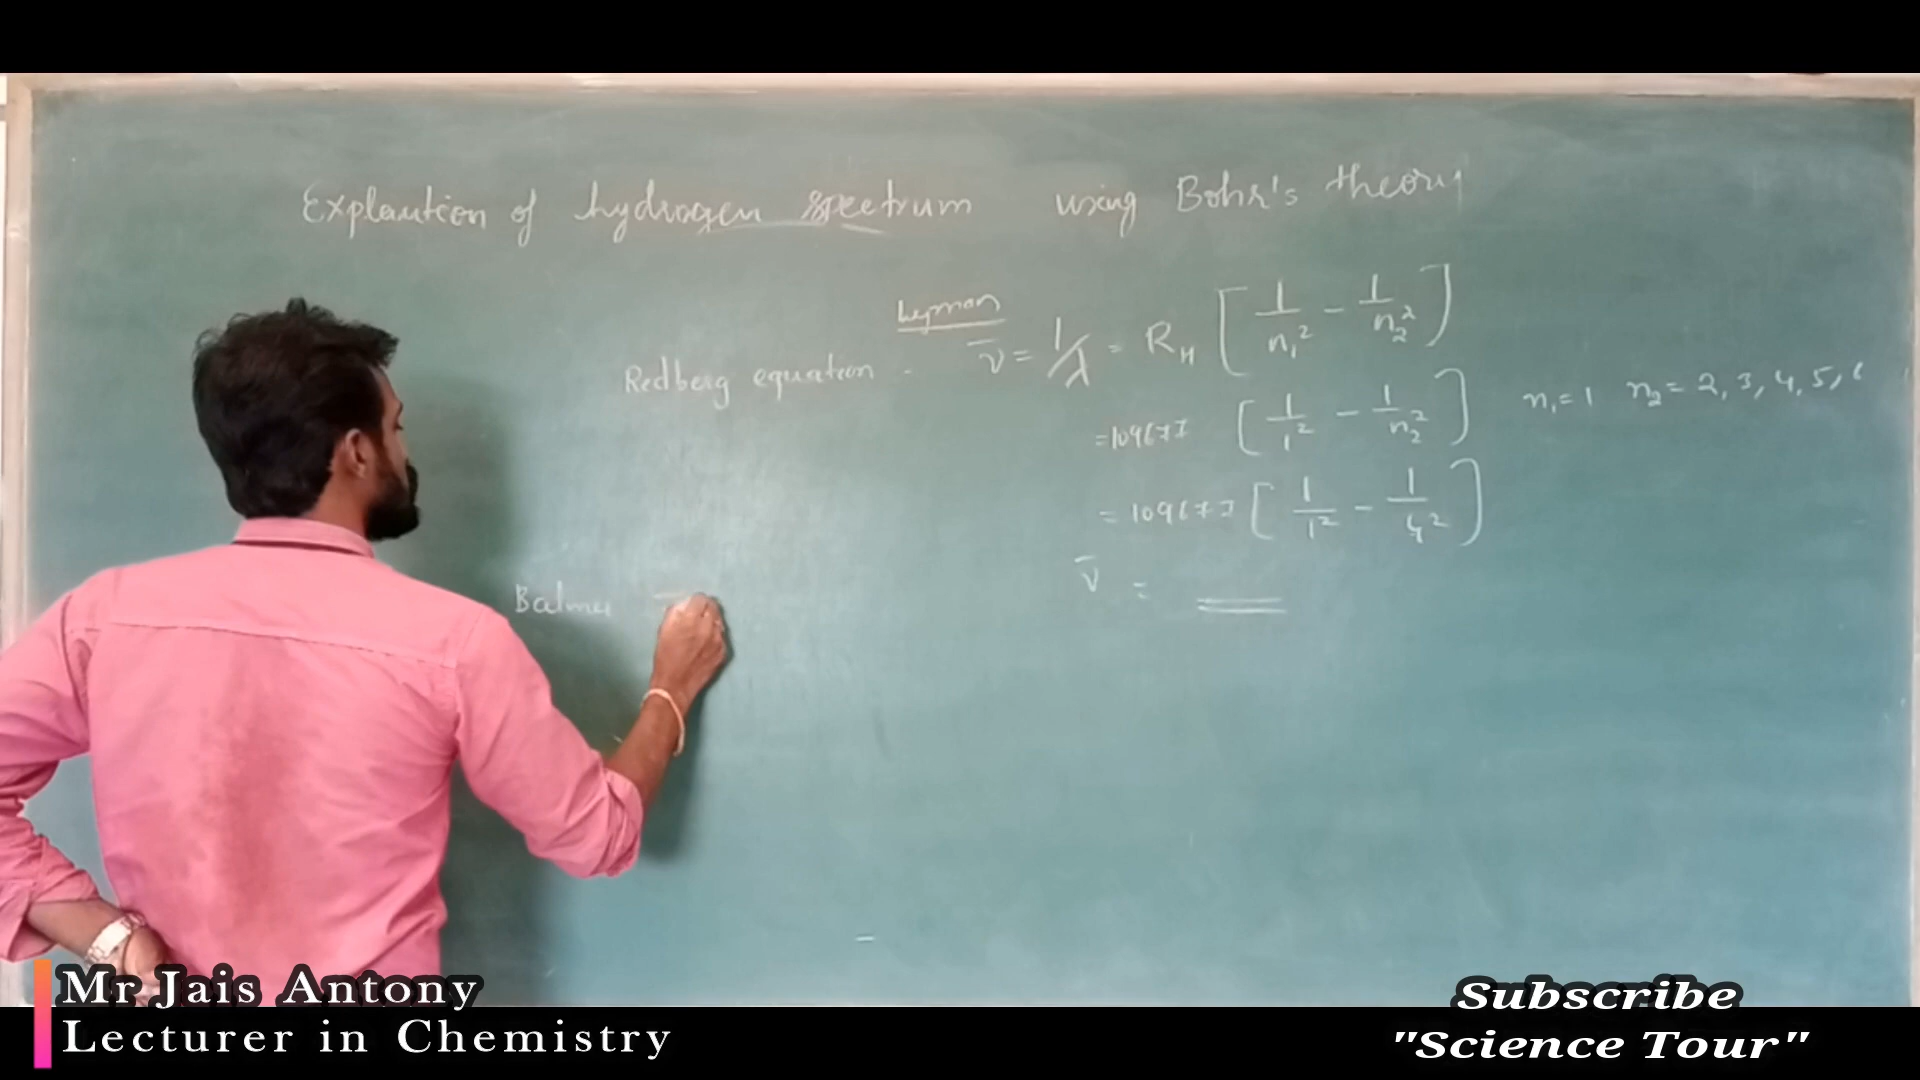 Explaution of hydrogen spectrum using Bohr's theory
Lyman
Redberg equation . ν̅ = 1/λ = R_H [1/n₁² - 1/n₂²]
= 109677 [1/1² - 1/n₂²] n₁ = 1 n₂ = 2, 3, 4, 5, 6
= 109677 [1/1² - 1/4²]
ν̅ =
Balmer
Mr Jais Antony
Lecturer in Chemistry
Subscribe
"Science Tour"